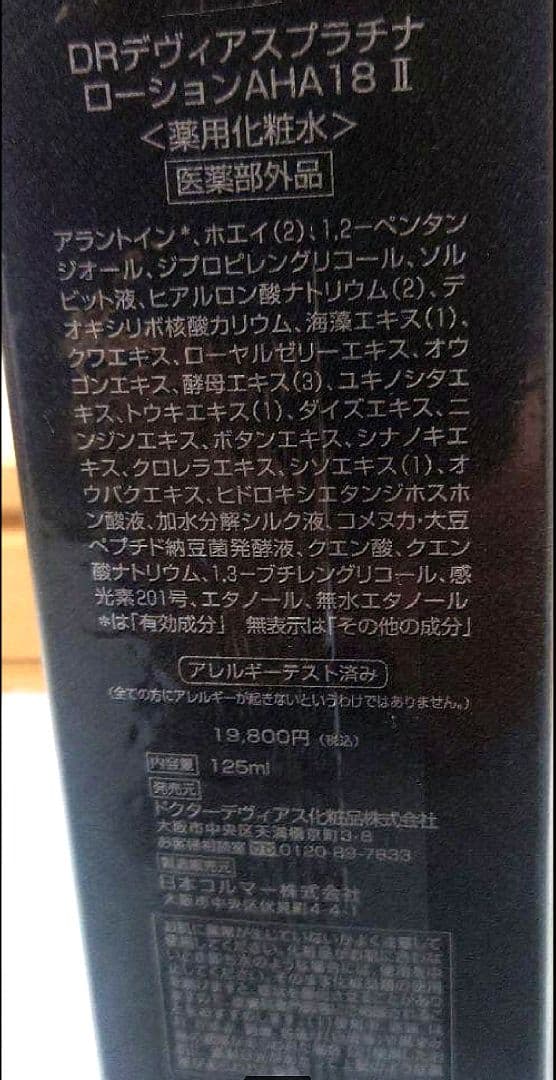 DRデヴィアスプラチナ
ローションAHA18 Ⅱ
<薬用化粧水>
医薬部外品
アラントイン*、ホエイ(2)、1,2-ペンタン
ジオール、ジプロピレングリコール、ソル
ビット液、ヒアルロン酸ナトリウム(2)、デ
オキシリボ核酸カリウム、海藻エキス(1)、
クワエキス、ローヤルゼリーエキス、オウ
ゴンエキス、酵母エキス(3)、ユキノシタエ
キス、トウキエキス(1)、ダイズエキス、ニ
ンジンエキス、ボタンエキス、シナノキエ
キス、クロレラエキス、シソエキス(1)、オ
ウバクエキス、ヒドロキシエタンジホスホ
ン酸液、加水分解シルク液、コメヌカ・大豆
ペプチド納豆菌発酵液、クエン酸、クエン
酸ナトリウム、1,3-ブチレングリコール、感
光素201号、エタノール、無水エタノール
*は「有効成分」 無表示は「その他の成分」
アレルギーテスト済み
(全ての方にアレルギーが起きないというわけではありません。)
19,800円(税込)
内容量 125ml
発売元
ドクターデヴィアス化粧品株式会社
大阪市中央区天満橋京町3-8
お客様相談室 0120-89-7833
製造販売元
日本コルマー株式会社
大阪市中央区伏見町4-4-1